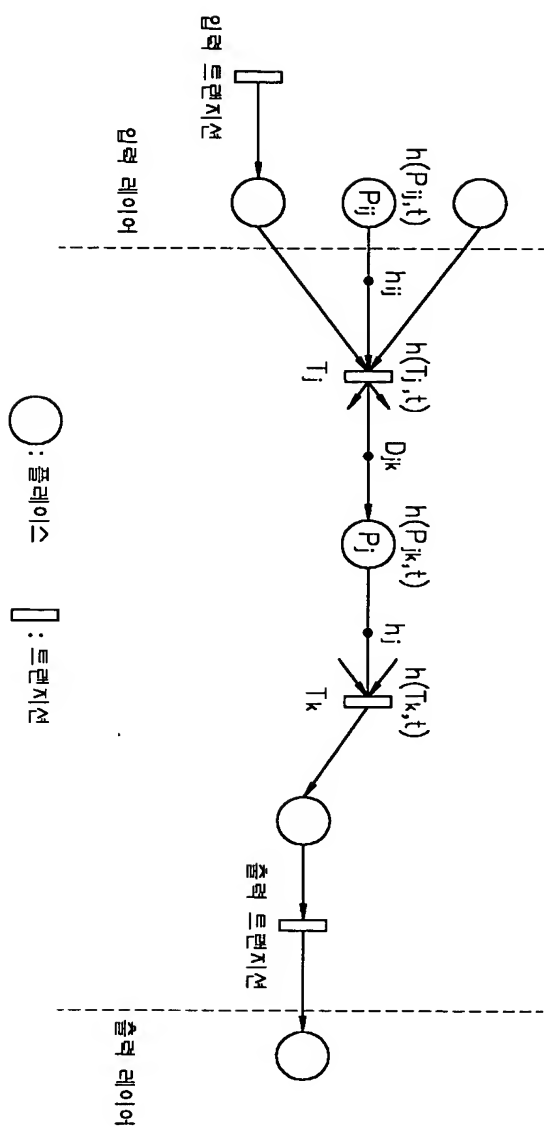 입력 트랜지션
입력 레이어
h(Pij,t)
Pij
hij
h(Tj,t)
Tj
Djk
h(Pjk,t)
Pj
hj
h(Tk,t)
Tk
출력 트랜지션
출력 레이어
: 플레이스
: 트랜지션